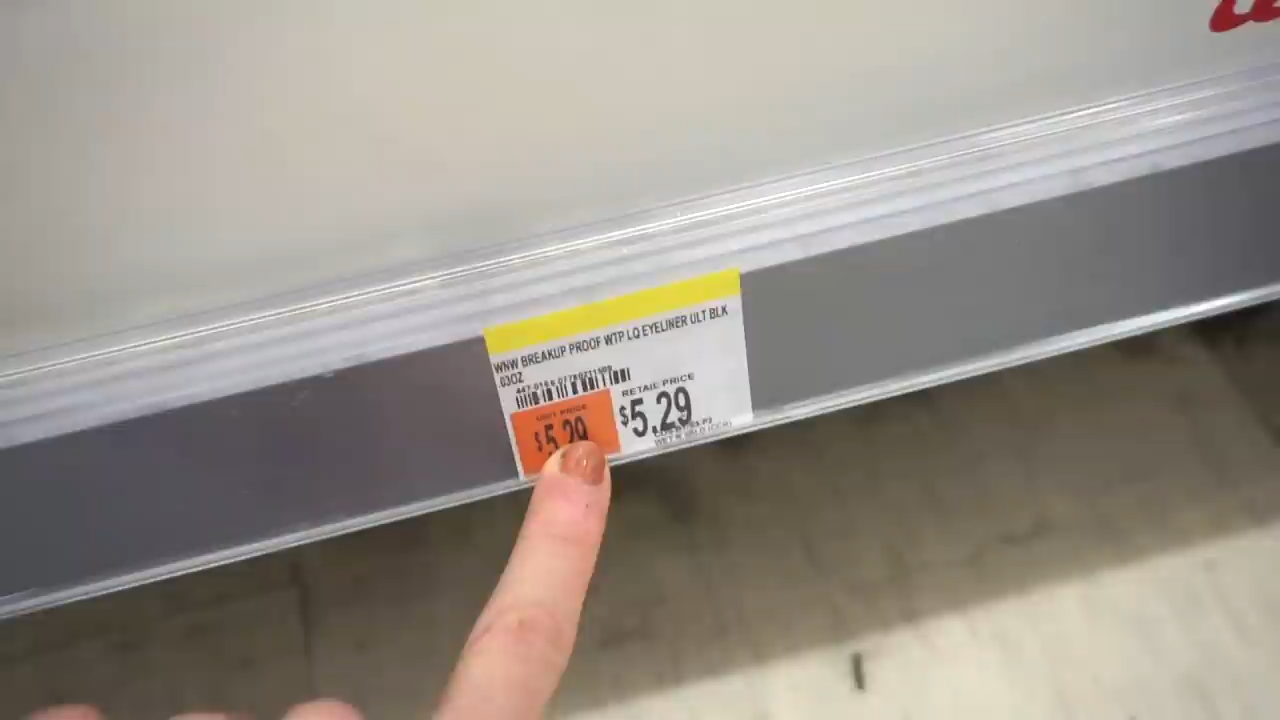 WNW BREAKUP PROOF WTP LQ EYELINER ULT BLK
.03OZ
UNIT PRICE
$5.29
RETAIL PRICE
$5.29